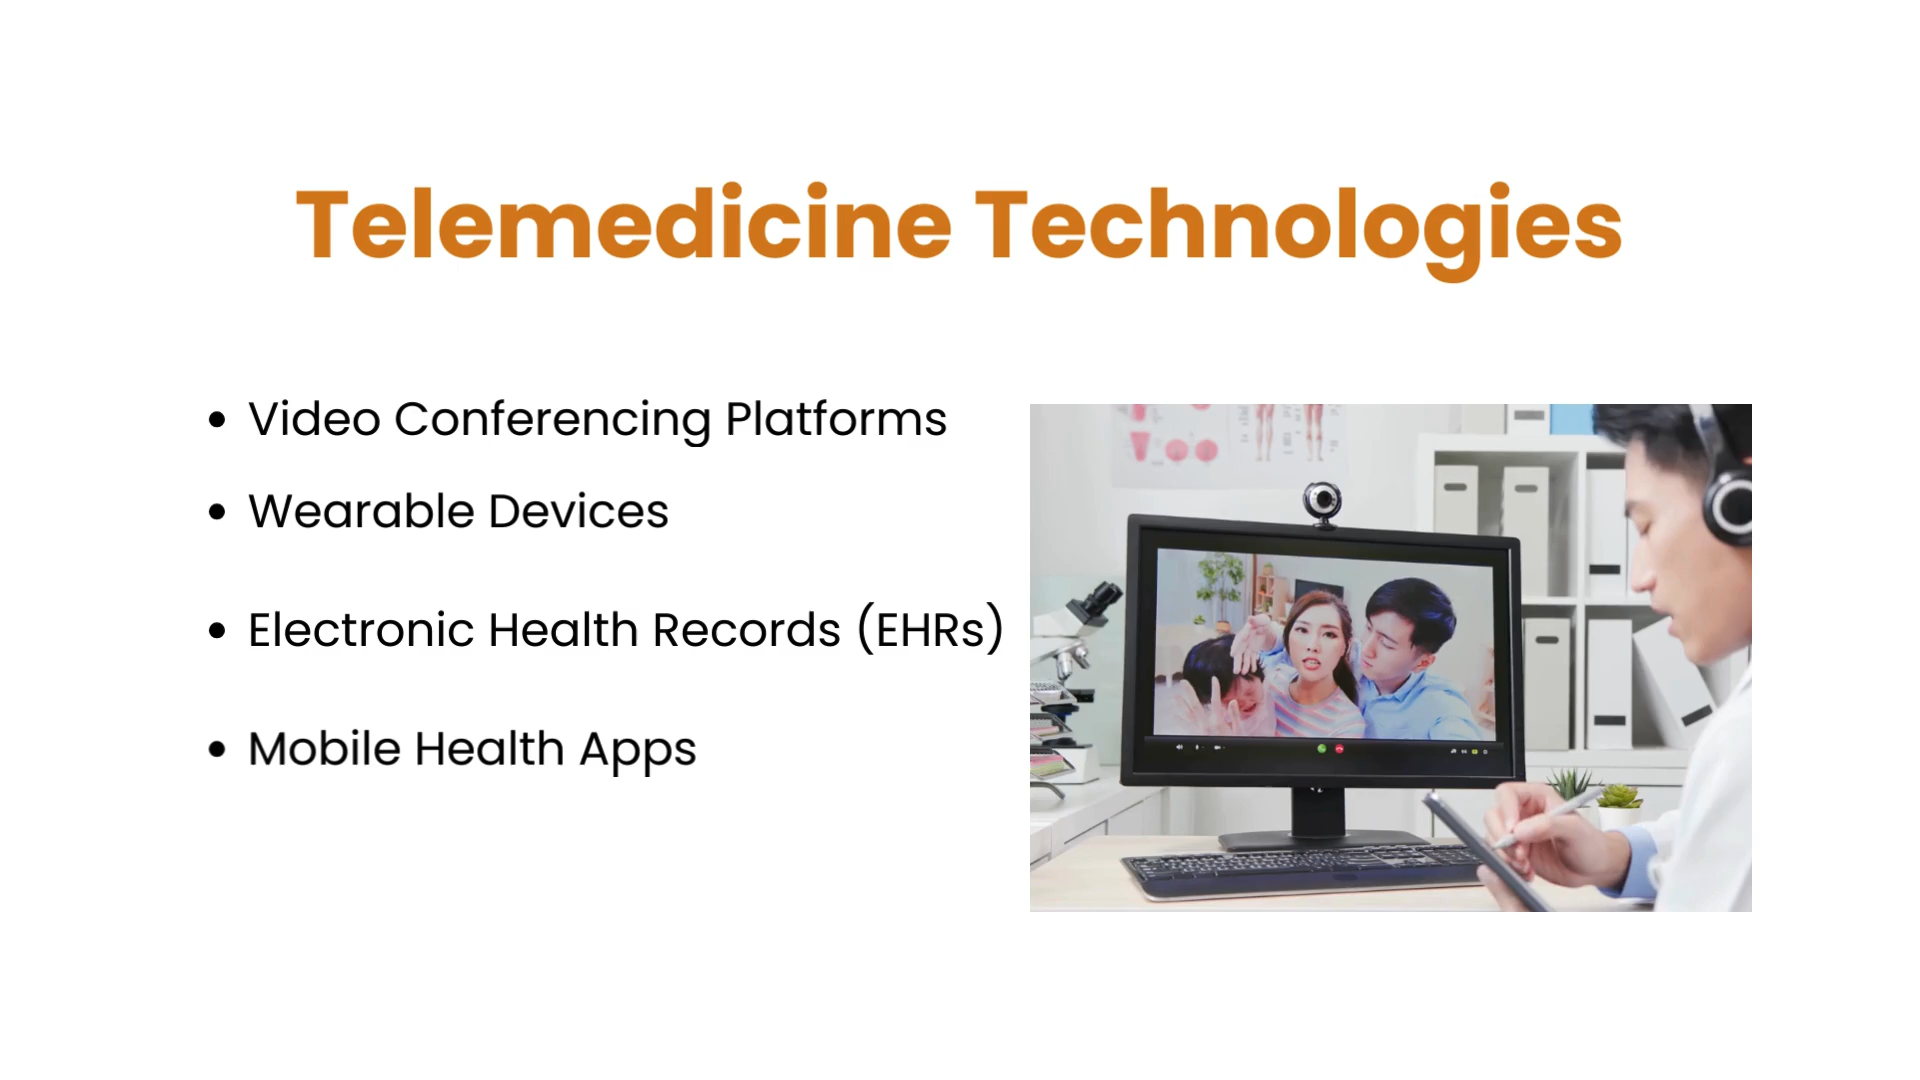 Telemedicine Technologies
• Video Conferencing Platforms
• Wearable Devices
• Electronic Health Records (EHRs)
• Mobile Health Apps